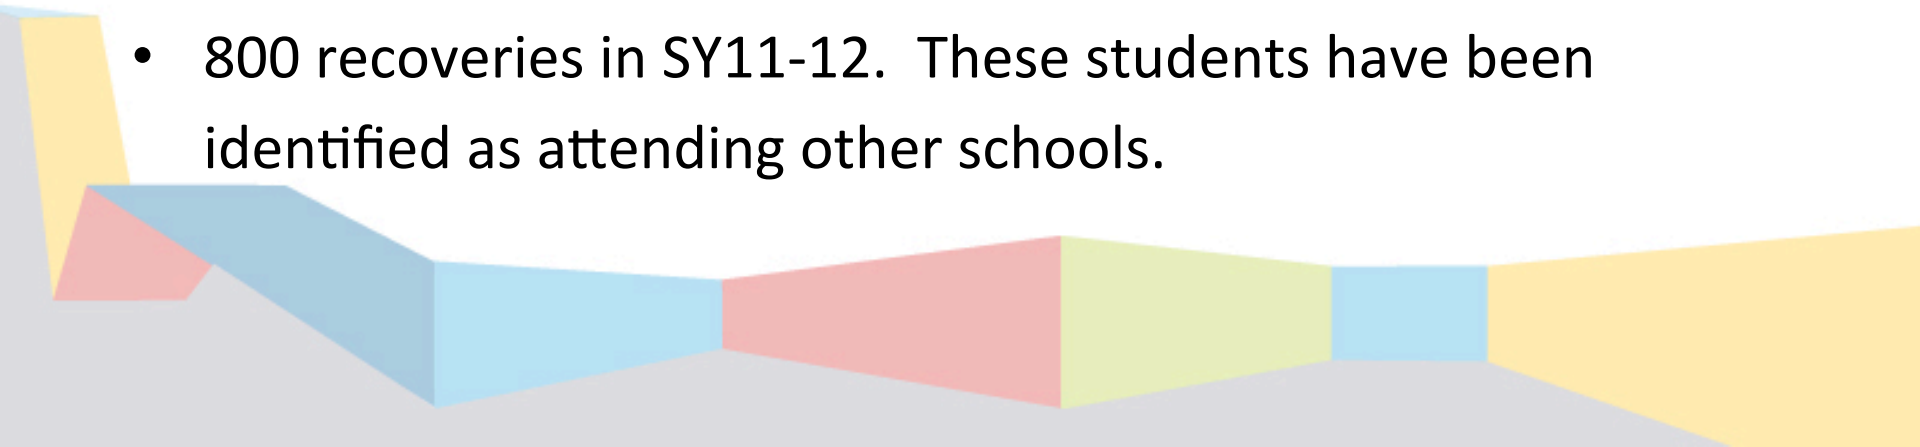 • 800 recoveries in SY11-12.  These students have been
identified as attending other schools.